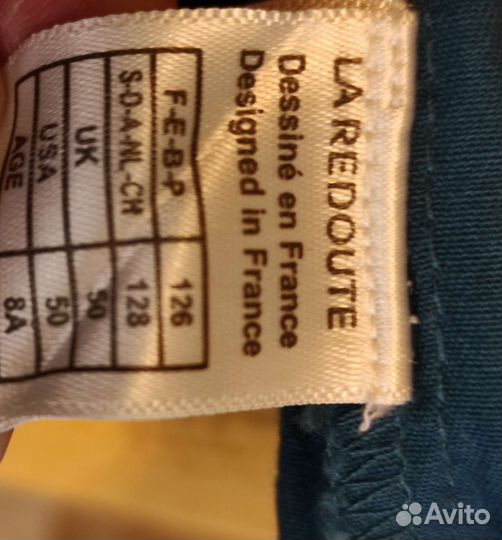 LA REDOUTE
Dessiné en France
Designed in France
F-E-B-P 126
S-D-A-NL-CH 128
UK 50
USA 50
AGE 8A
Avito